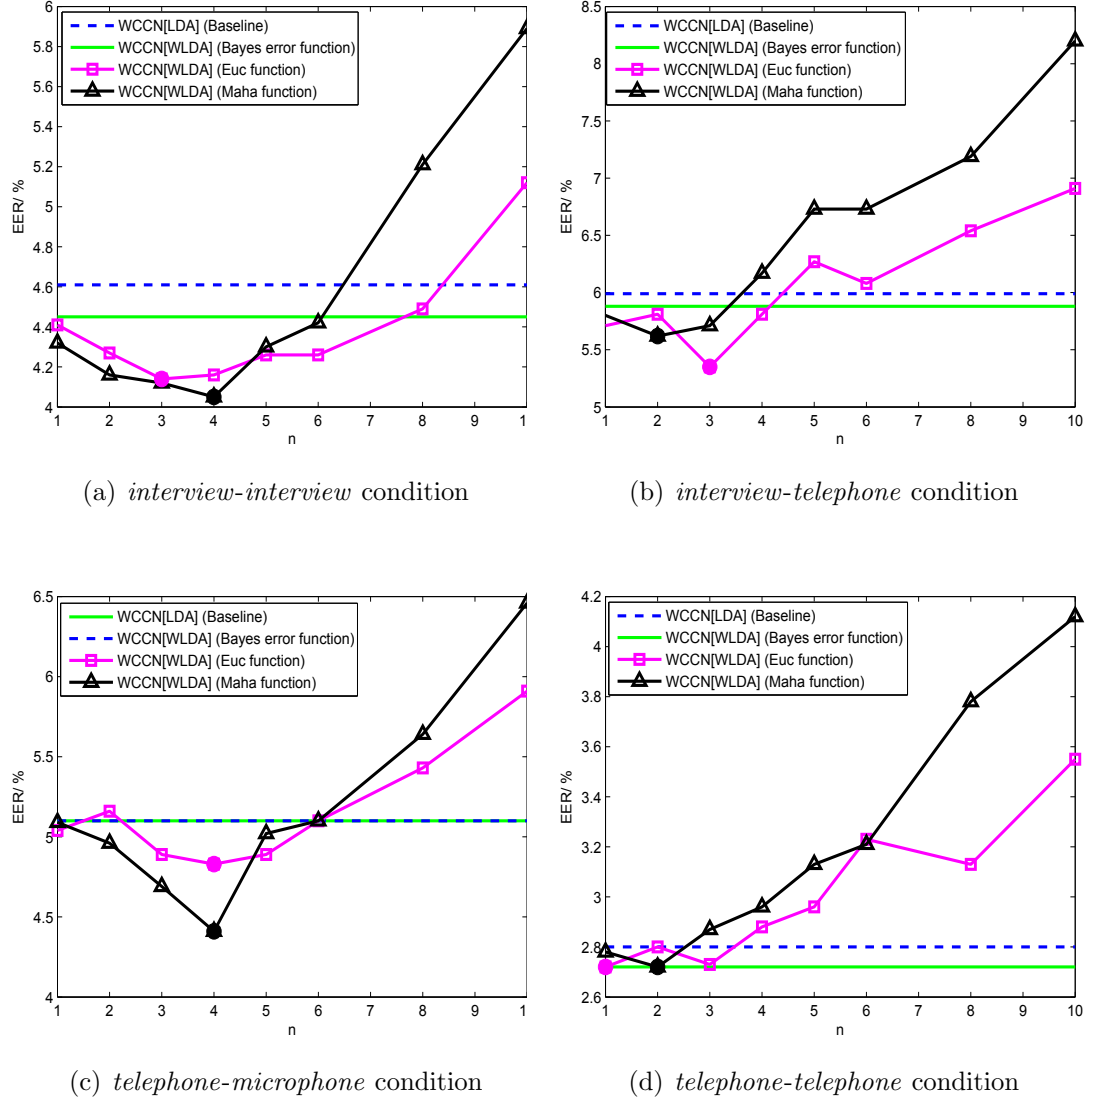 6
5.8
5.6
5.4
5.2
5
4.8
4.6
4.4
4.2
4
EER/ %
WCCN[LDA] (Baseline)
WCCN[WLDA] (Bayes error function)
WCCN[WLDA] (Euc function)
WCCN[WLDA] (Maha function)
1 2 3 4 5 6 7 8 9 1
n
(a) interview-interview condition
8.5
8
7.5
7
6.5
6
5.5
5
EER/ %
WCCN[LDA] (Baseline)
WCCN[WLDA] (Bayes error function)
WCCN[WLDA] (Euc function)
WCCN[WLDA] (Maha function)
1 2 3 4 5 6 7 8 9 10
n
(b) interview-telephone condition
6.5
6
5.5
5
4.5
4
EER/ %
WCCN[LDA] (Baseline)
WCCN[WLDA] (Bayes error function)
WCCN[WLDA] (Euc function)
WCCN[WLDA] (Maha function)
1 2 3 4 5 6 7 8 9 1
n
(c) telephone-microphone condition
4.2
4
3.8
3.6
3.4
3.2
3
2.8
2.6
EER/ %
WCCN[LDA] (Baseline)
WCCN[WLDA] (Bayes error function)
WCCN[WLDA] (Euc function)
WCCN[WLDA] (Maha function)
1 2 3 4 5 6 7 8 9 10
n
(d) telephone-telephone condition